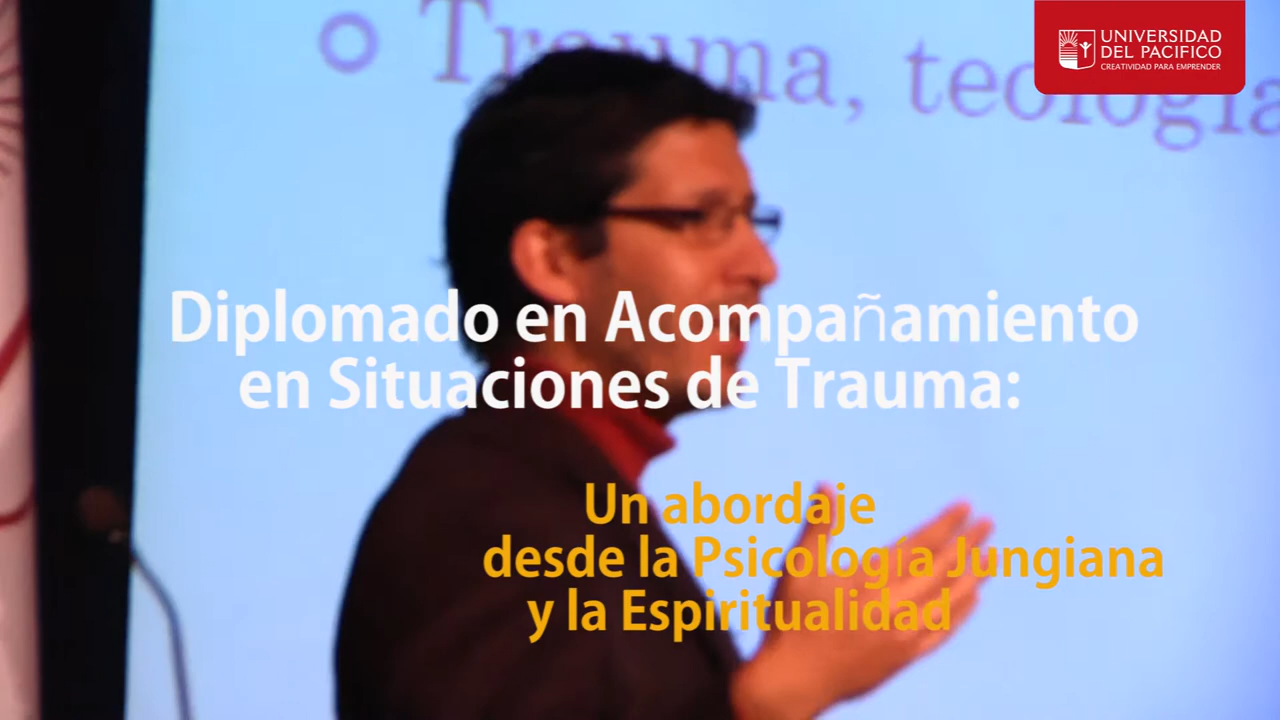 o Trauma, teología
UNIVERSIDAD
DEL PACIFICO
CREATIVIDAD PARA EMPRENDER
Diplomado en Acompañamiento
en Situaciones de Trauma:
Un abordaje
desde la Psicología Jungiana
y la Espiritualidad